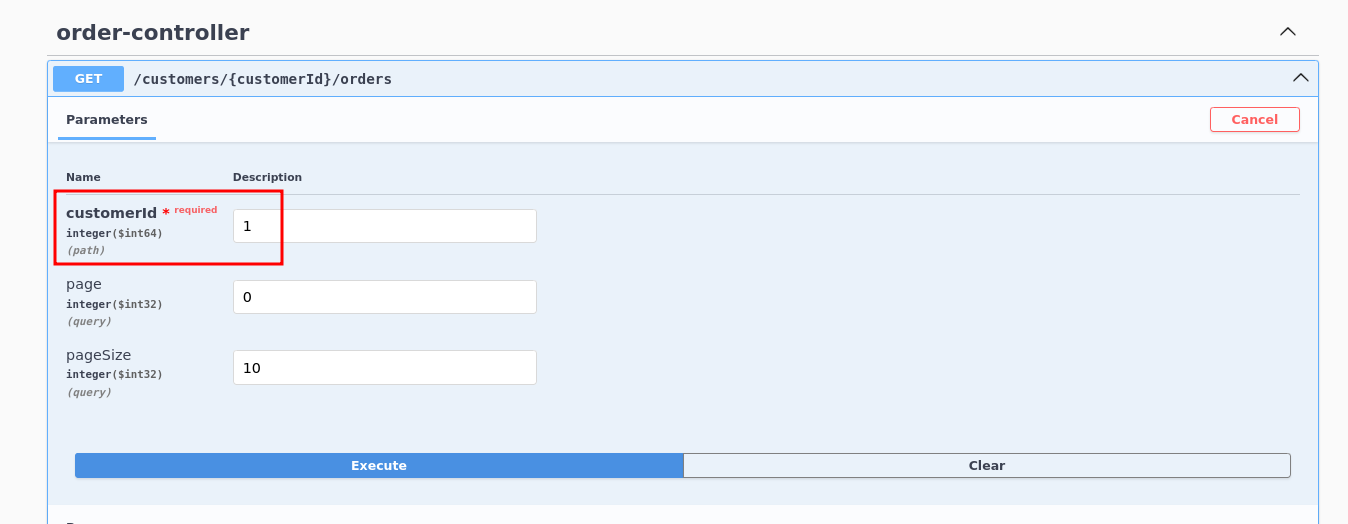 order-controller
GET /customers/{customerId}/orders
Parameters Cancel
Name Description
customerId * required
integer($int64) 1
(path)
page
integer($int32) 0
(query)
pageSize
integer($int32) 10
(query)
Execute Clear